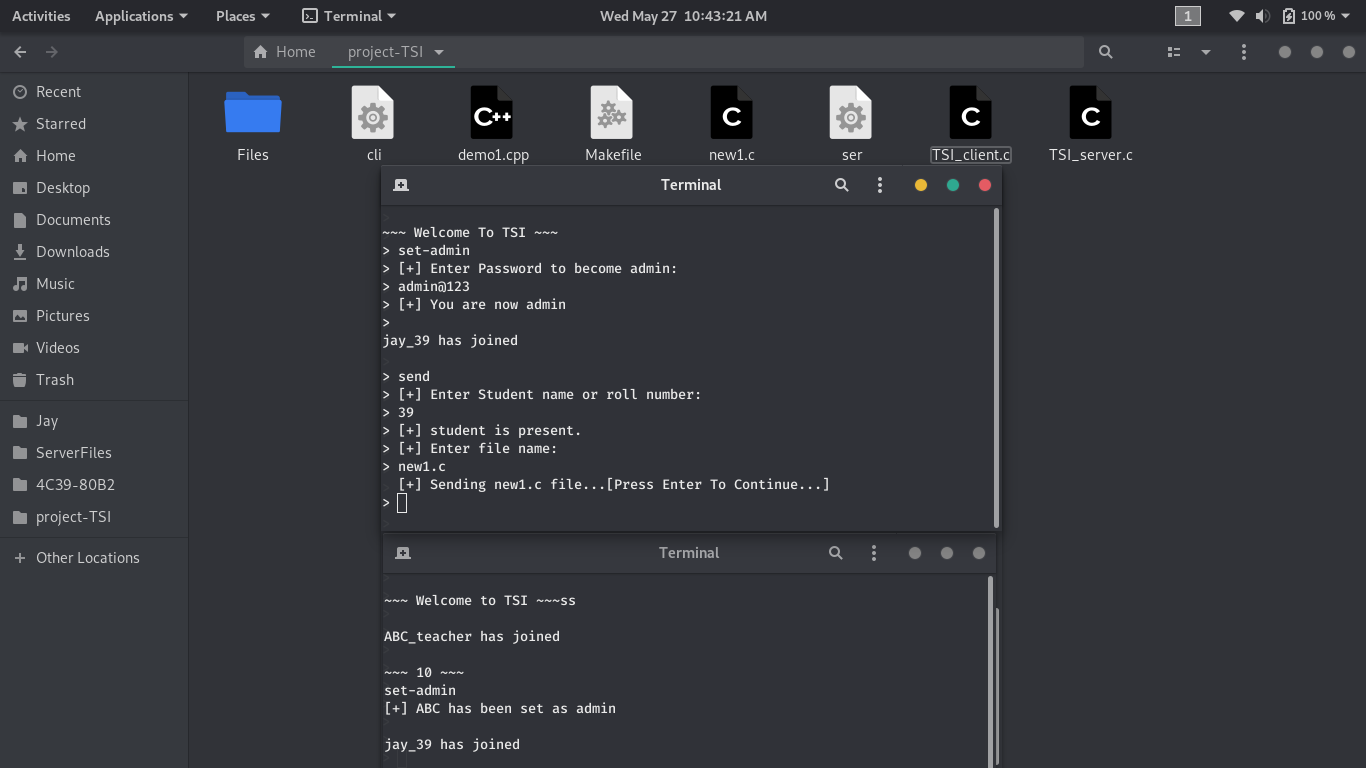 Activities Applications Places Terminal Wed May 27 10:43:21 AM 1 100 %
Home project-TSI
Recent
Starred
Home
Desktop
Documents
Downloads
Music
Pictures
Videos
Trash
Jay
ServerFiles
4C39-80B2
project-TSI
+ Other Locations
C++ C C C
Files cli demo1.cpp Makefile new1.c ser TSI_client.c TSI_server.c
Terminal
>
~~~ Welcome To TSI ~~~
> set-admin
> [+] Enter Password to become admin:
> admin@123
> [+] You are now admin
>
jay_39 has joined
>
> send
> [+] Enter Student name or roll number:
> 39
> [+] student is present.
> [+] Enter file name:
> new1.c
> [+] Sending new1.c file...[Press Enter To Continue...]
>
>
Terminal
>
~~~ Welcome to TSI ~~~ss
>
ABC_teacher has joined
>
~~~ 10 ~~~
set-admin
[+] ABC has been set as admin
>
jay_39 has joined
>